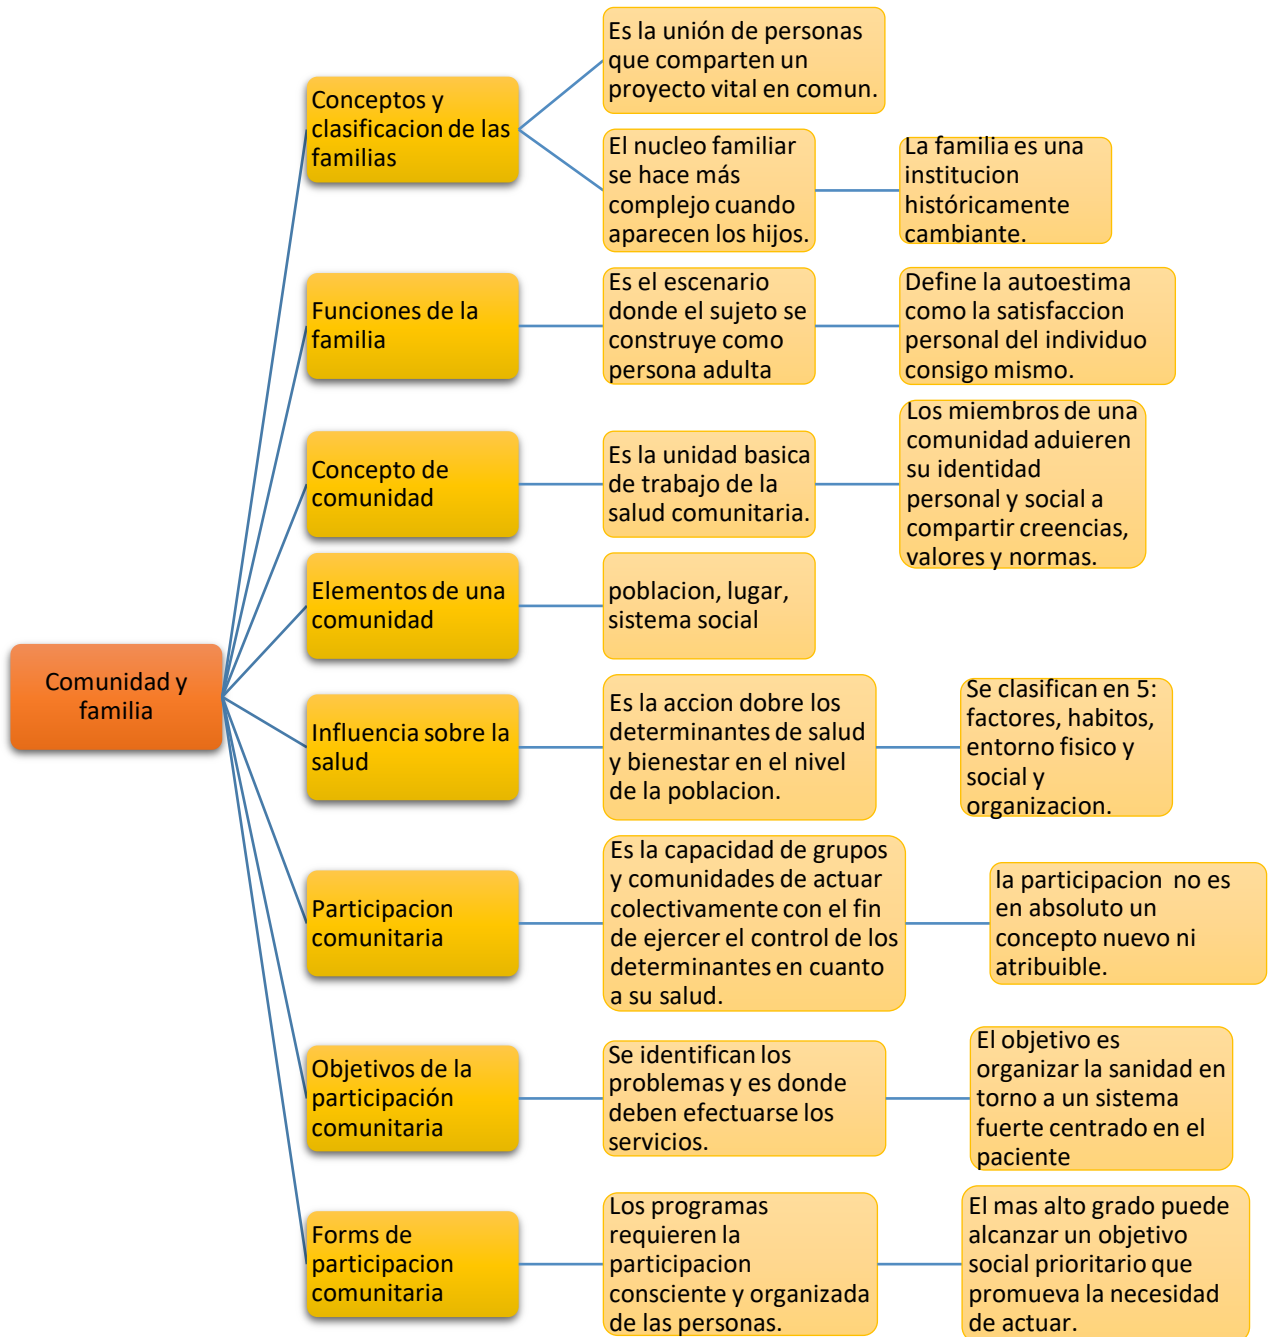 Comunidad y
familia
Conceptos y
clasificacion de las
familias
Es la unión de personas
que comparten un
proyecto vital en comun.
El nucleo familiar
se hace más
complejo cuando
aparecen los hijos.
La familia es una
institucion
históricamente
cambiante.
Funciones de la
familia
Es el escenario
donde el sujeto se
construye como
persona adulta
Define la autoestima
como la satisfaccion
personal del individuo
consigo mismo.
Concepto de
comunidad
Es la unidad basica
de trabajo de la
salud comunitaria.
Los miembros de una
comunidad aduieren
su identidad
personal y social a
compartir creencias,
valores y normas.
Elementos de una
comunidad
poblacion, lugar,
sistema social
Influencia sobre la
salud
Es la accion dobre los
determinantes de salud
y bienestar en el nivel
de la poblacion.
Se clasifican en 5:
factores, habitos,
entorno fisico y
social y
organizacion.
Participacion
comunitaria
Es la capacidad de grupos
y comunidades de actuar
colectivamente con el fin
de ejercer el control de los
determinantes en cuanto
a su salud.
la participacion  no es
en absoluto un
concepto nuevo ni
atribuible.
Objetivos de la
participación
comunitaria
Se identifican los
problemas y es donde
deben efectuarse los
servicios.
El objetivo es
organizar la sanidad en
torno a un sistema
fuerte centrado en el
paciente
Forms de
participacion
comunitaria
Los programas
requieren la
participacion
consciente y organizada
de las personas.
El mas alto grado puede
alcanzar un objetivo
social prioritario que
promueva la necesidad
de actuar.